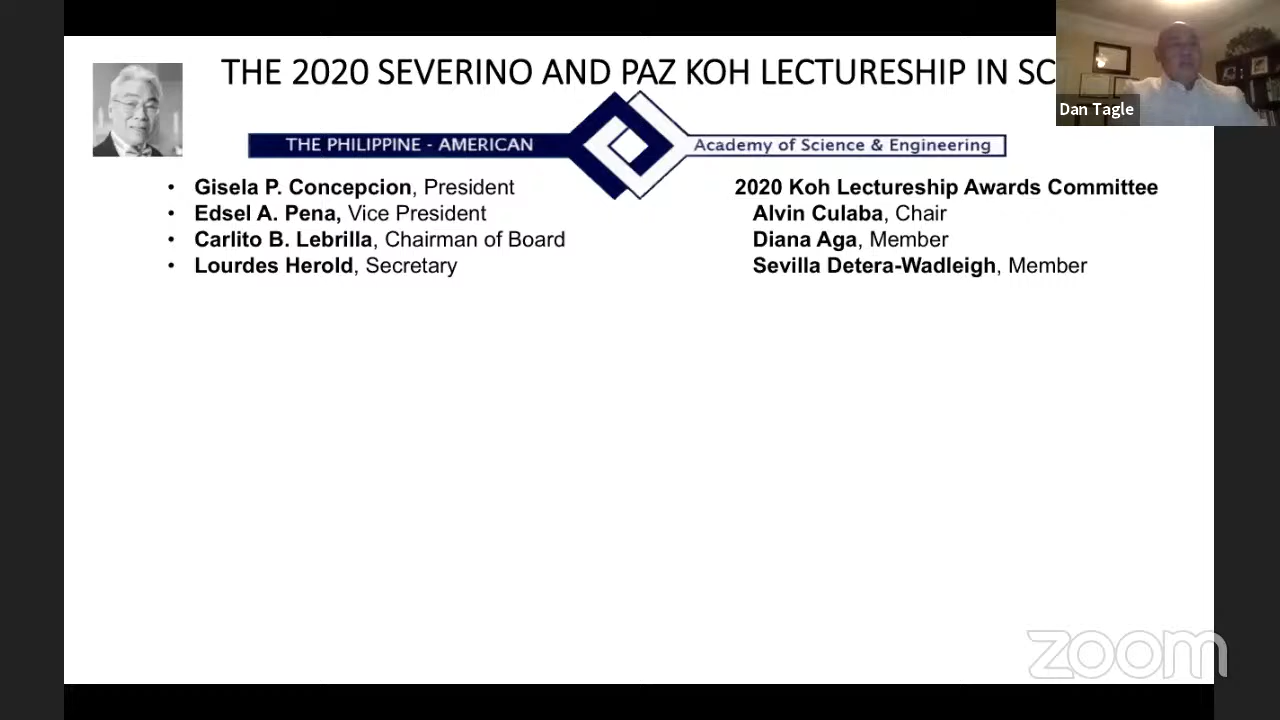 THE 2020 SEVERINO AND PAZ KOH LECTURESHIP IN SC
Dan Tagle
THE PHILIPPINE - AMERICAN
Academy of Science & Engineering
• Gisela P. Concepcion, President
• Edsel A. Pena, Vice President
• Carlito B. Lebrilla, Chairman of Board
• Lourdes Herold, Secretary
2020 Koh Lectureship Awards Committee
Alvin Culaba, Chair
Diana Aga, Member
Sevilla Detera-Wadleigh, Member
zoom